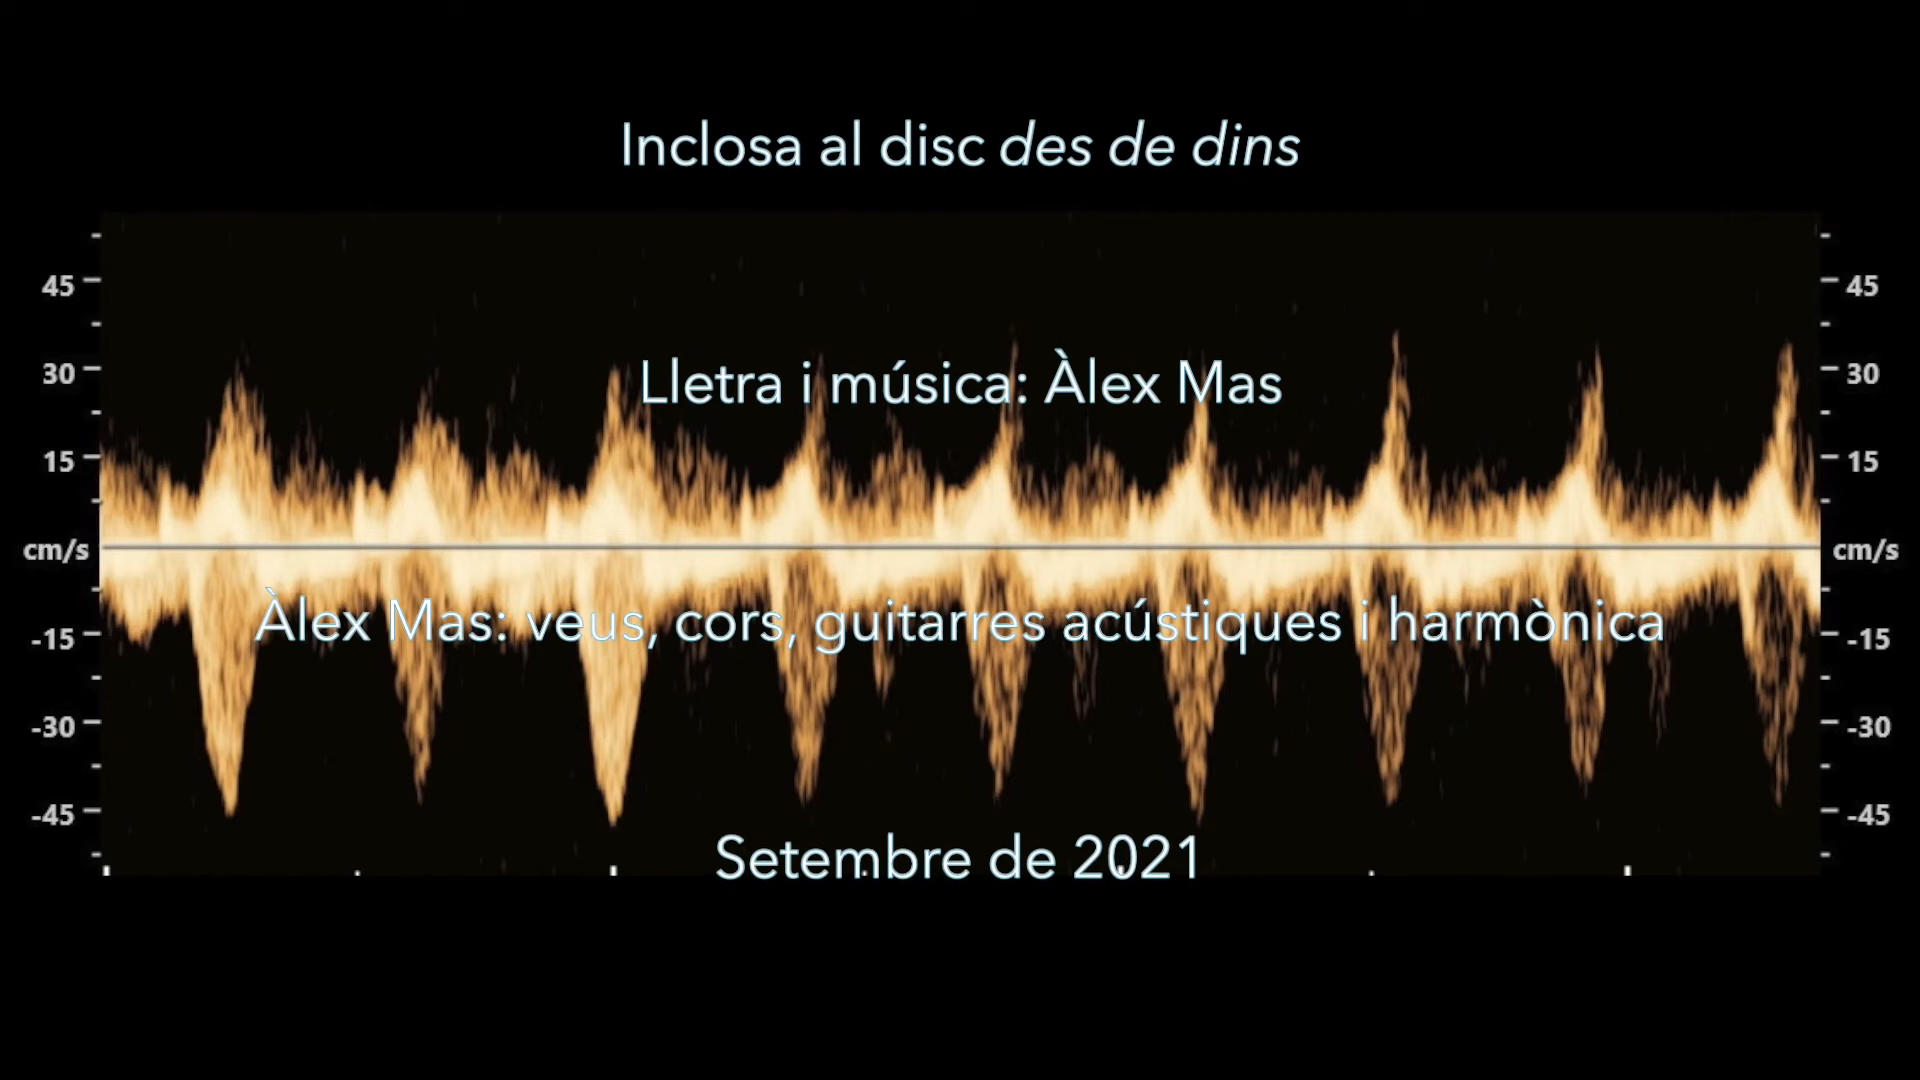 Inclosa al disc des de dins
45 45
Lletra i música: Àlex Mas
30 30
15 15
cm/s cm/s
Àlex Mas: veus, cors, guitarres acústiques i harmònica
-15 -15
-30 -30
-45 -45
Setembre de 2021